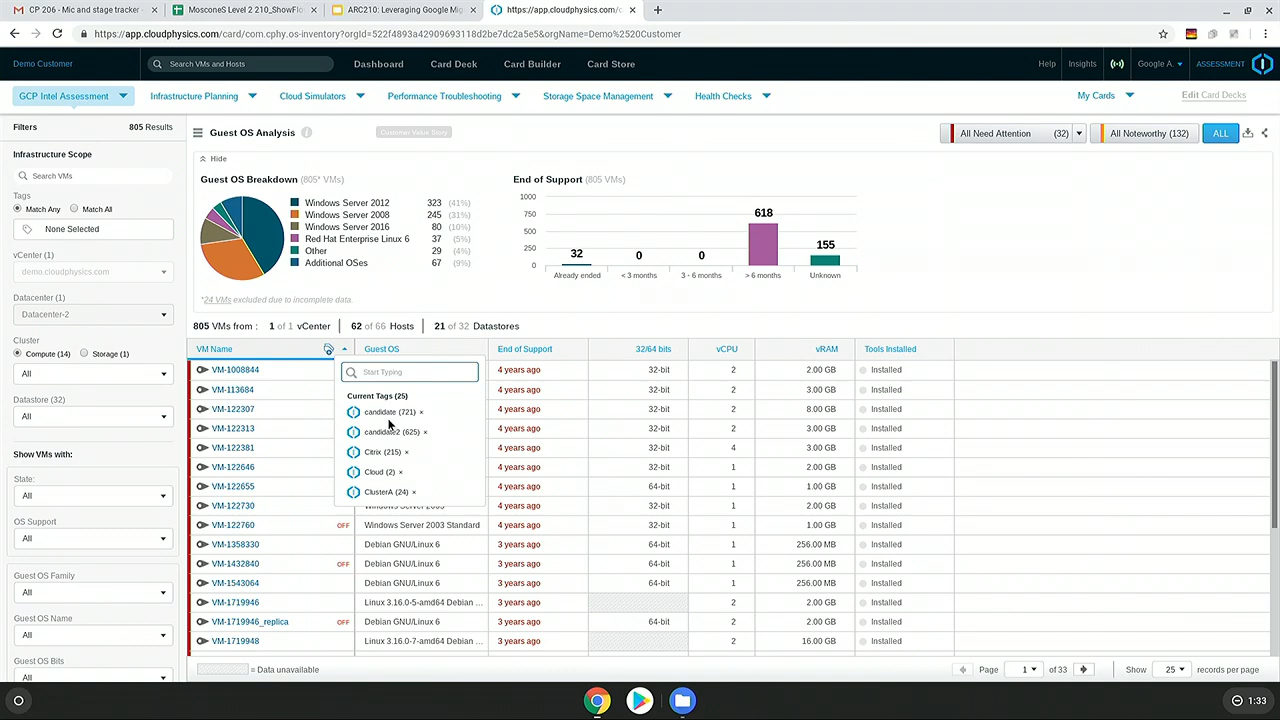 CP 206 - Mic and stage tracker
MosconeS Level 2 210_ShowFlo
ARC210: Leveraging Google Mig
https://app.cloudphysics.com/c
https://app.cloudphysics.com/card/com.cphy.os-inventory?orgId=522f4893a42909693118d2be7dc2a5e5&orgName=Demo%2520Customer
Demo Customer
Search VMs and Hosts
Dashboard
Card Deck
Card Builder
Card Store
Help
Insights
Google A.
ASSESSMENT
GCP Intel Assessment
Infrastructure Planning
Cloud Simulators
Performance Troubleshooting
Storage Space Management
Health Checks
My Cards
Edit Card Decks
Filters
805 Results
Infrastructure Scope
Search VMs
Tags
Match Any
Match All
None Selected
vCenter (1)
demo.cloudphysics.com
Datacenter (1)
Datacenter-2
Cluster
Compute (14)
Storage (1)
All
Datastore (32)
All
Show VMs with:
State:
All
OS Support
All
Guest OS Family
All
Guest OS Name
All
Guest OS Bits
All
Guest OS Analysis
Customer Value Story
All Need Attention (32)
All Noteworthy (132)
ALL
Hide
Guest OS Breakdown (805* VMs)
Windows Server 2012 323 (41%)
Windows Server 2008 245 (31%)
Windows Server 2016 80 (10%)
Red Hat Enterprise Linux 6 37 (5%)
Other 29 (4%)
Additional OSes 67 (9%)
*24 VMs excluded due to incomplete data.
End of Support (805 VMs)
1000
750
500
250
0
32
0
0
618
155
Already ended
< 3 months
3 - 6 months
> 6 months
Unknown
805 VMs from : 1 of 1 vCenter 62 of 66 Hosts 21 of 32 Datastores
VM Name Guest OS End of Support 32/64 bits vCPU vRAM Tools Installed
VM-1008844 4 years ago 32-bit 2 2.00 GB Installed
VM-113684 4 years ago 32-bit 2 3.00 GB Installed
VM-122307 4 years ago 32-bit 2 8.00 GB Installed
VM-122313 4 years ago 32-bit 2 3.00 GB Installed
VM-122381 4 years ago 32-bit 4 3.00 GB Installed
VM-122646 4 years ago 32-bit 1 2.00 GB Installed
VM-122655 4 years ago 64-bit 1 1.00 GB Installed
VM-122730 4 years ago 32-bit 1 2.00 GB Installed
VM-122760 OFF Windows Server 2003 Standard 4 years ago 32-bit 1 1.00 GB Installed
VM-1358330 Debian GNU/Linux 6 3 years ago 64-bit 1 256.00 MB Installed
VM-1432840 OFF Debian GNU/Linux 6 3 years ago 64-bit 1 256.00 MB Installed
VM-1543064 Debian GNU/Linux 6 3 years ago 64-bit 1 256.00 MB Installed
VM-1719946 Linux 3.16.0-5-amd64 Debian ... 3 years ago 2 2.00 GB Installed
VM-1719946_replica OFF Debian GNU/Linux 6 3 years ago 64-bit 2 2.00 GB Installed
VM-1719948 Linux 3.16.0-7-amd64 Debian ... 3 years ago 2 16.00 GB Installed
Start Typing
Current Tags (25)
candidate (721) ×
candidate2 (625) ×
Citrix (215) ×
Cloud (2) ×
ClusterA (24) ×
= Data unavailable
Page 1 of 33
Show 25 records per page
1:33